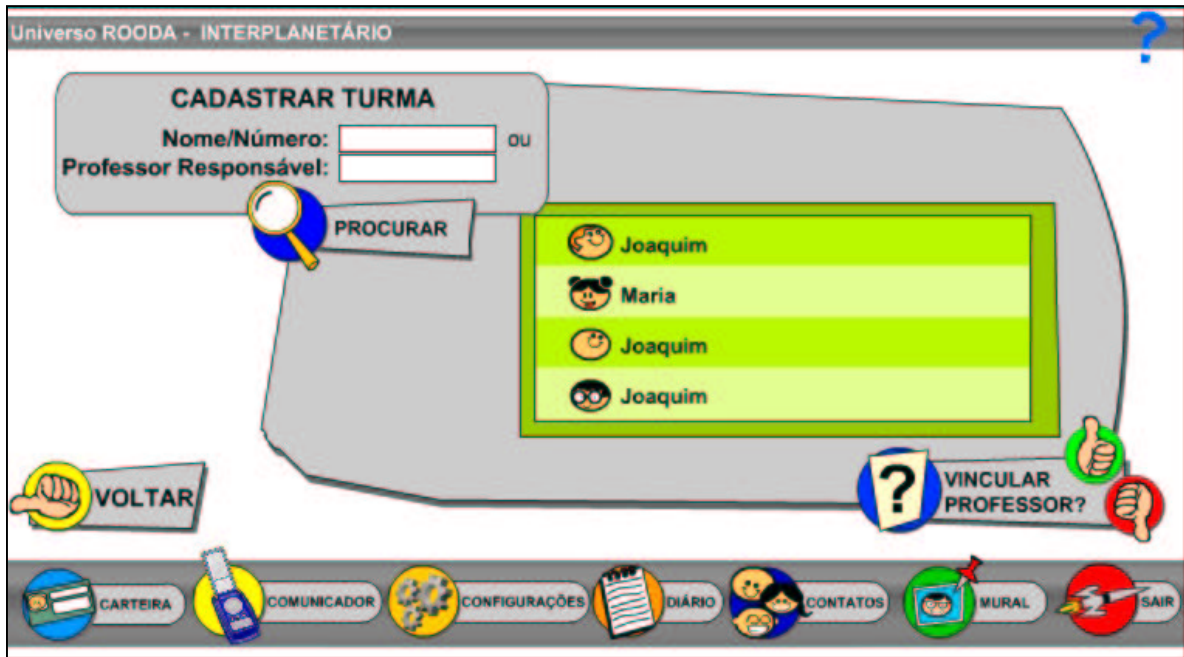 Universo ROODA - INTERPLANETÁRIO
?
CADASTRAR TURMA
Nome/Número: ou
Professor Responsável:
PROCURAR
Joaquim
Maria
Joaquim
Joaquim
VOLTAR
?
VINCULAR
PROFESSOR?
CARTEIRA
COMUNICADOR
CONFIGURAÇÕES
DIÁRIO
CONTATOS
MURAL
SAIR